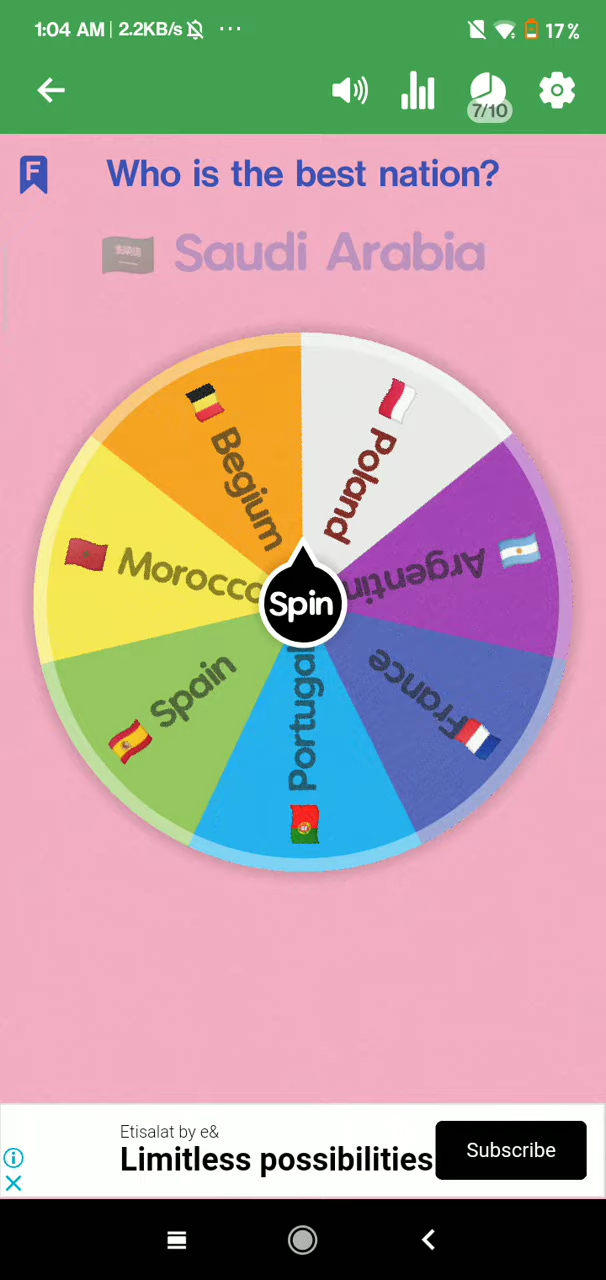 1:04 AM | 2.2KB/s ...
17%
7/10
F
Who is the best nation?
Saudi Arabia
Begium
Poland
Morocco
Argentin
Spin
Spain
France
Portugal
Etisalat by e&
Limitless possibilities
Subscribe